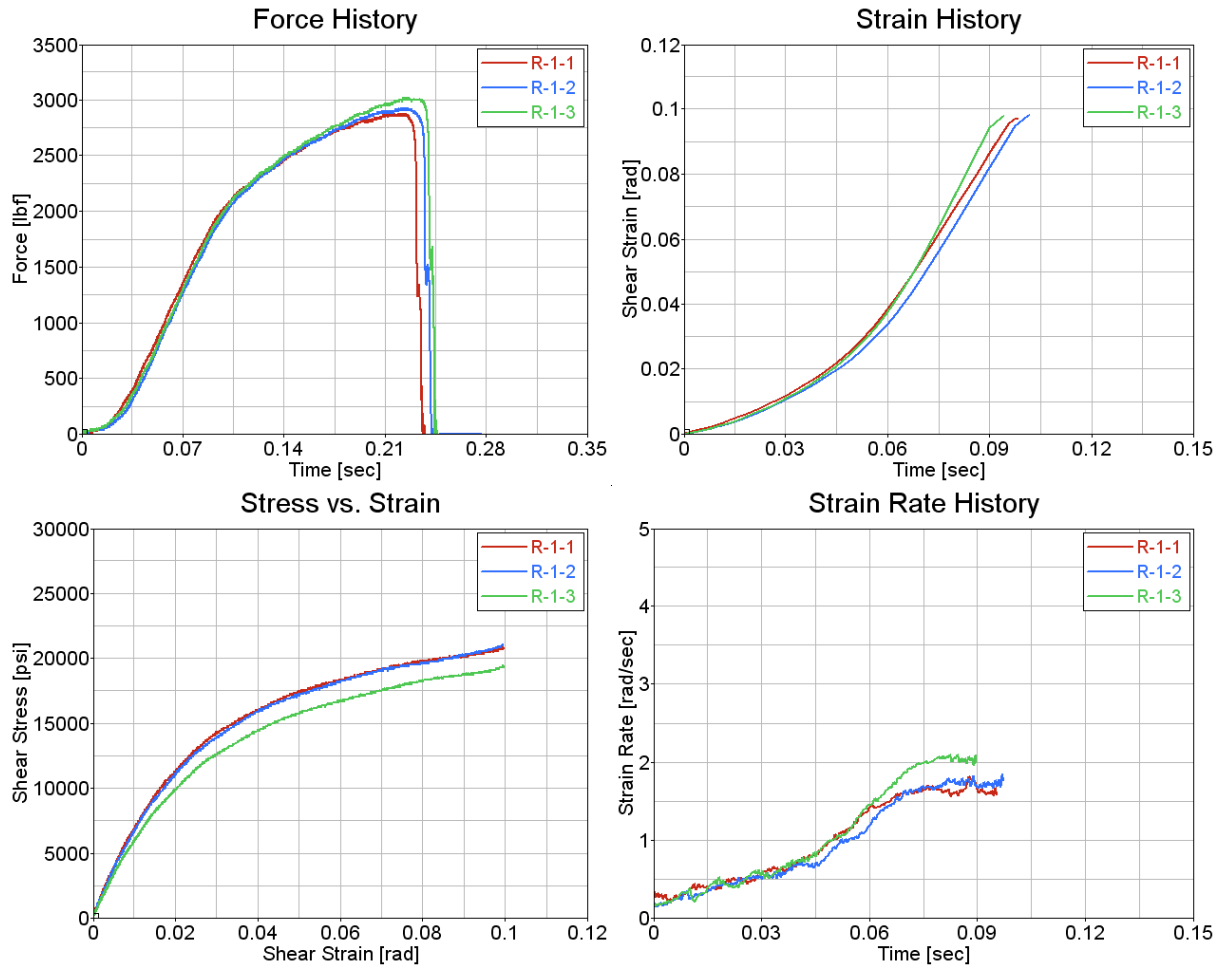 Force History
3500
3000
2500
2000
1500
1000
500
0
Force [lbf]
R-1-1
R-1-2
R-1-3
0 0.07 0.14 0.21 0.28 0.35
Time [sec]
Strain History
0.12
0.1
0.08
0.06
0.04
0.02
0
Shear Strain [rad]
R-1-1
R-1-2
R-1-3
0 0.03 0.06 0.09 0.12 0.15
Time [sec]
Stress vs. Strain
30000
25000
20000
15000
10000
5000
0
Shear Stress [psi]
R-1-1
R-1-2
R-1-3
0 0.02 0.04 0.06 0.08 0.1 0.12
Shear Strain [rad]
Strain Rate History
5
4
3
2
1
0
Strain Rate [rad/sec]
R-1-1
R-1-2
R-1-3
0 0.03 0.06 0.09 0.12 0.15
Time [sec]